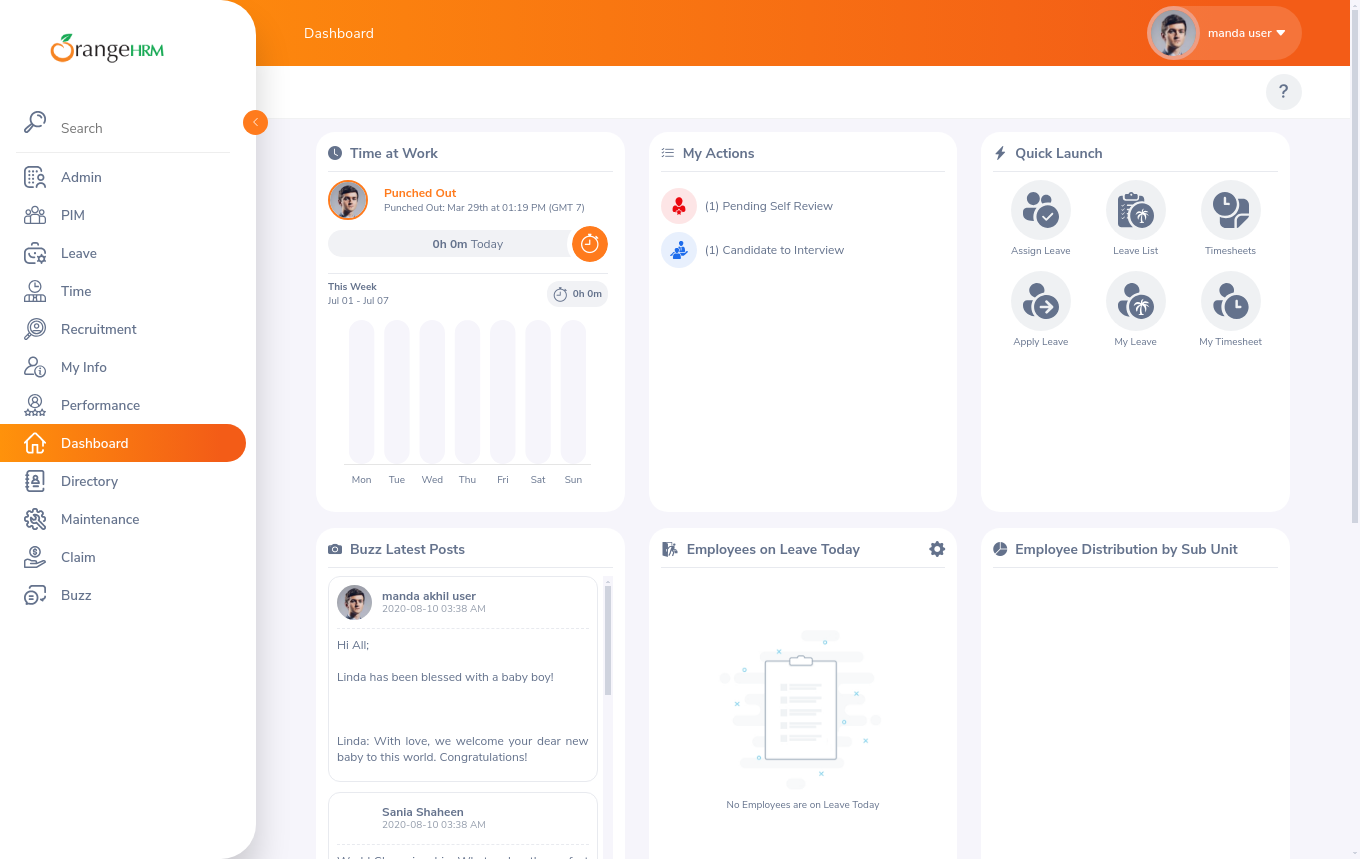 OrangeHRM
Search
Admin
PIM
Leave
Time
Recruitment
My Info
Performance
Dashboard
Directory
Maintenance
Claim
Buzz
Dashboard
manda user
?
Time at Work
Punched Out
Punched Out: Mar 29th at 01:19 PM (GMT 7)
0h 0m Today
This Week
Jul 01 - Jul 07
0h 0m
Mon Tue Wed Thu Fri Sat Sun
My Actions
(1) Pending Self Review
(1) Candidate to Interview
Quick Launch
Assign Leave Leave List Timesheets
Apply Leave My Leave My Timesheet
Buzz Latest Posts
manda akhil user
2020-08-10 03:38 AM
Hi All;
Linda has been blessed with a baby boy!
Linda: With love, we welcome your dear new
baby to this world. Congratulations!
Sania Shaheen
2020-08-10 03:38 AM
Employees on Leave Today
No Employees are on Leave Today
Employee Distribution by Sub Unit